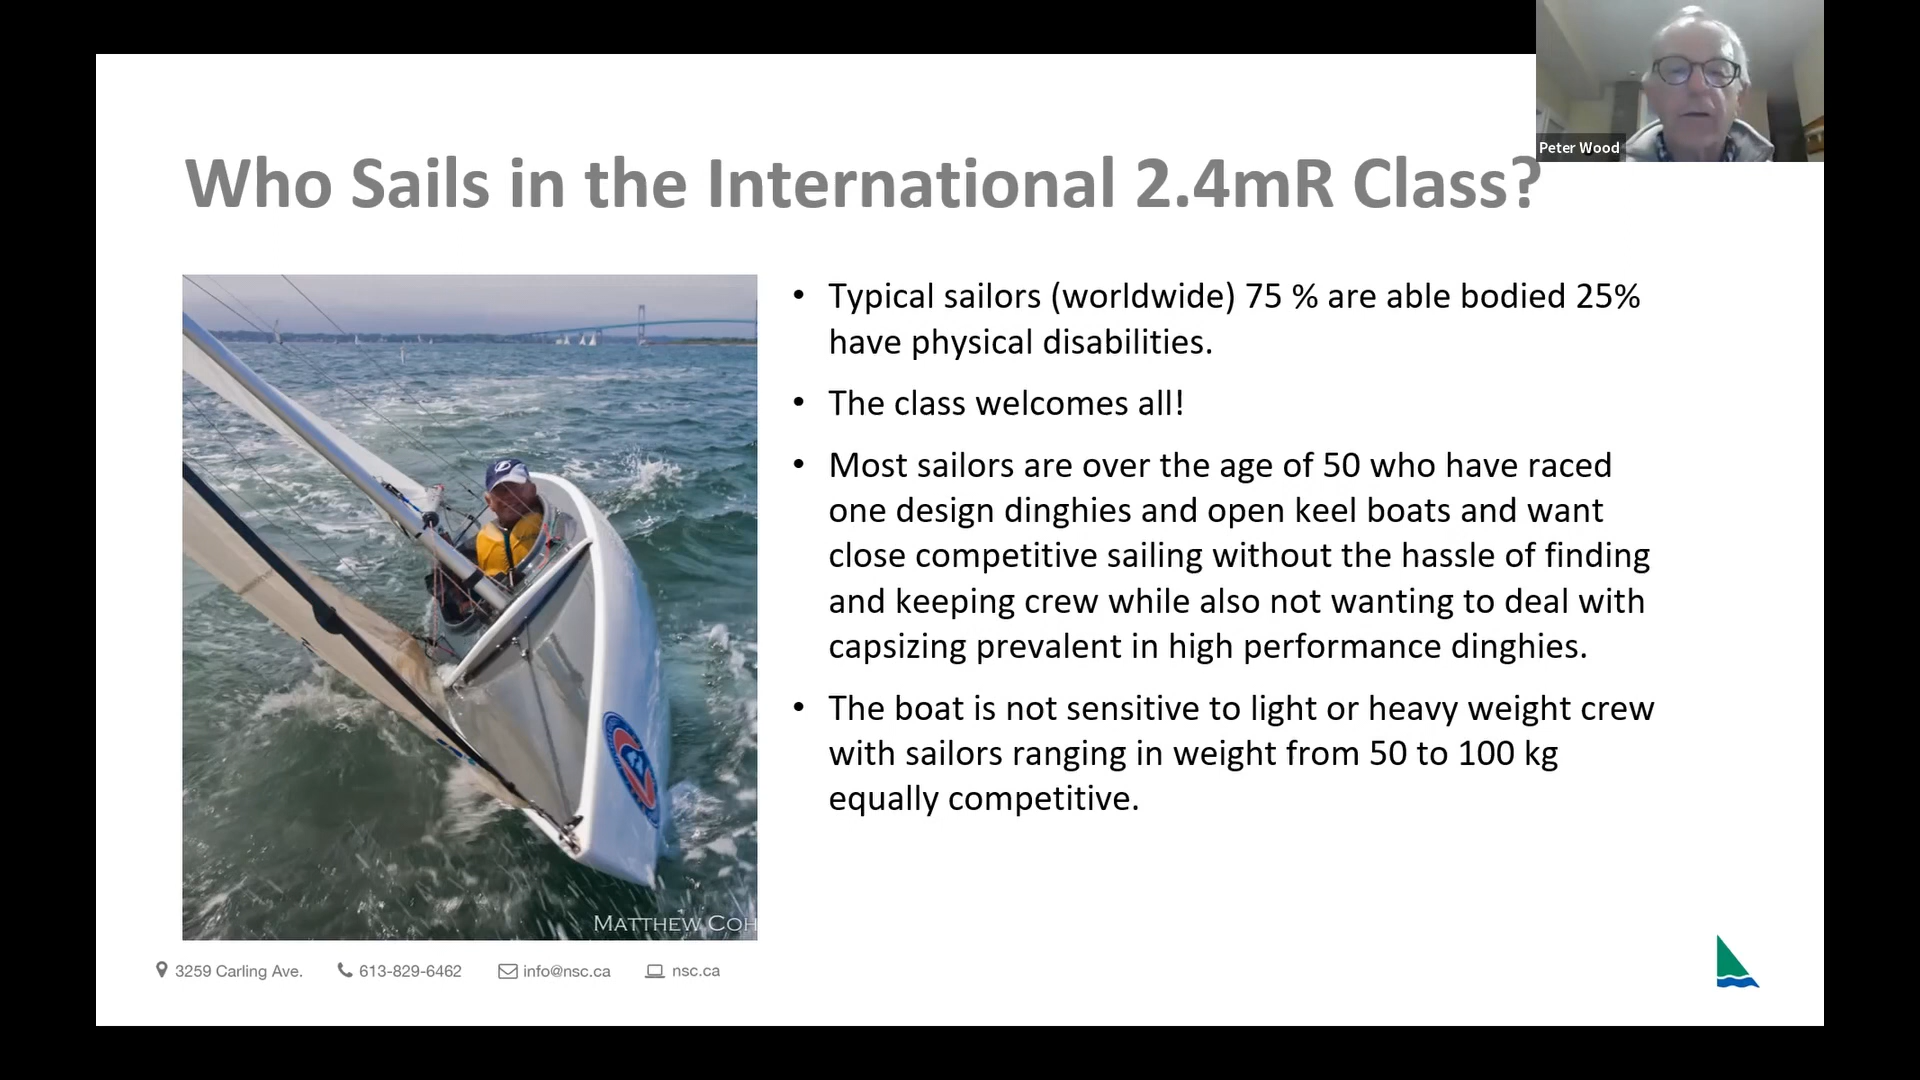 Peter Wood
Who Sails in the International 2.4mR Class?
• Typical sailors (worldwide) 75 % are able bodied 25%
have physical disabilities.
• The class welcomes all!
• Most sailors are over the age of 50 who have raced
one design dinghies and open keel boats and want
close competitive sailing without the hassle of finding
and keeping crew while also not wanting to deal with
capsizing prevalent in high performance dinghies.
• The boat is not sensitive to light or heavy weight crew
with sailors ranging in weight from 50 to 100 kg
equally competitive.
MATTHEW COH
3259 Carling Ave. 613-829-6462 info@nsc.ca nsc.ca